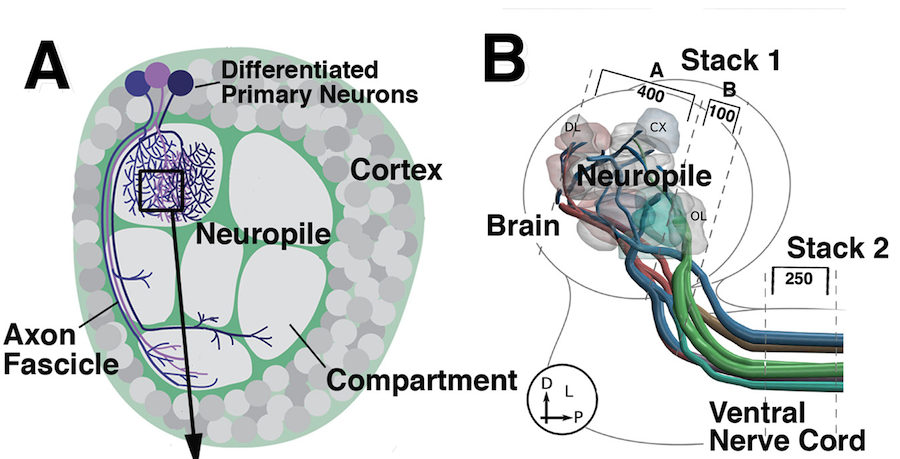 A
Differentiated
Primary Neurons
Cortex
Neuropile
Axon
Fascicle
Compartment
B
Stack 1
A
400
B
100
DL
CX
Neuropile
OL
Brain
Stack 2
250
D
L
P
Ventral
Nerve Cord